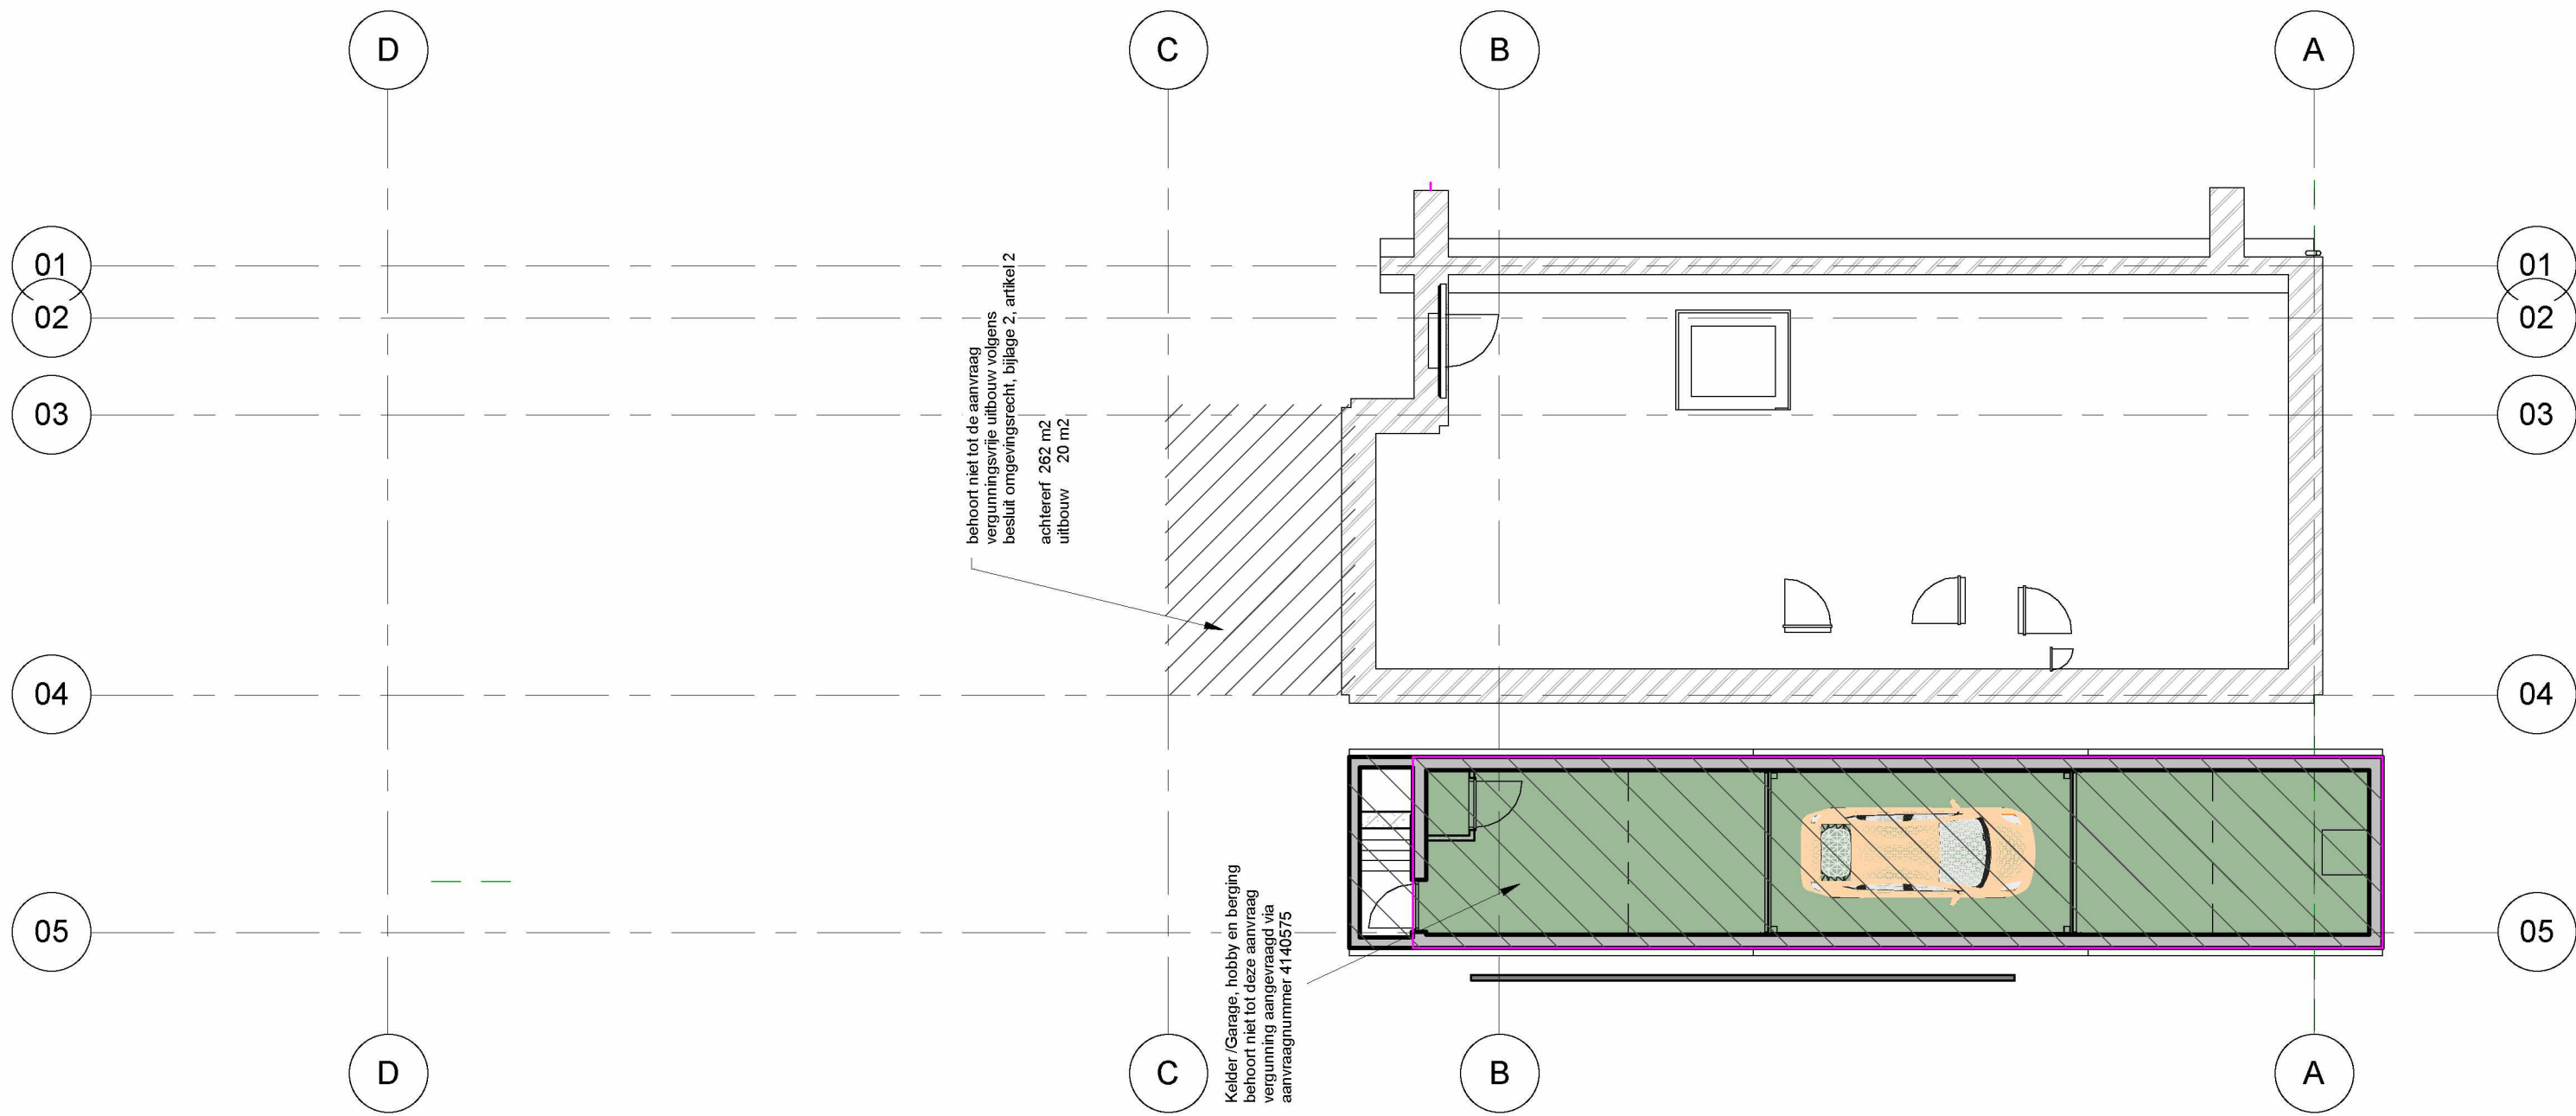 D
C
B
A
01
02
03
04
05
01
02
03
04
05
behoort niet tot de aanvraag
vergunningsvrije uitbouw volgens
besluit omgevingsrecht, bijlage 2, artikel 2
achtererf 262 m2
uitbouw 20 m2
Kelder /Garage, hobby en berging
behoort niet tot deze aanvraag
vergunning aangevraagd via
aanvraagnummer 4140575
D
C
B
A